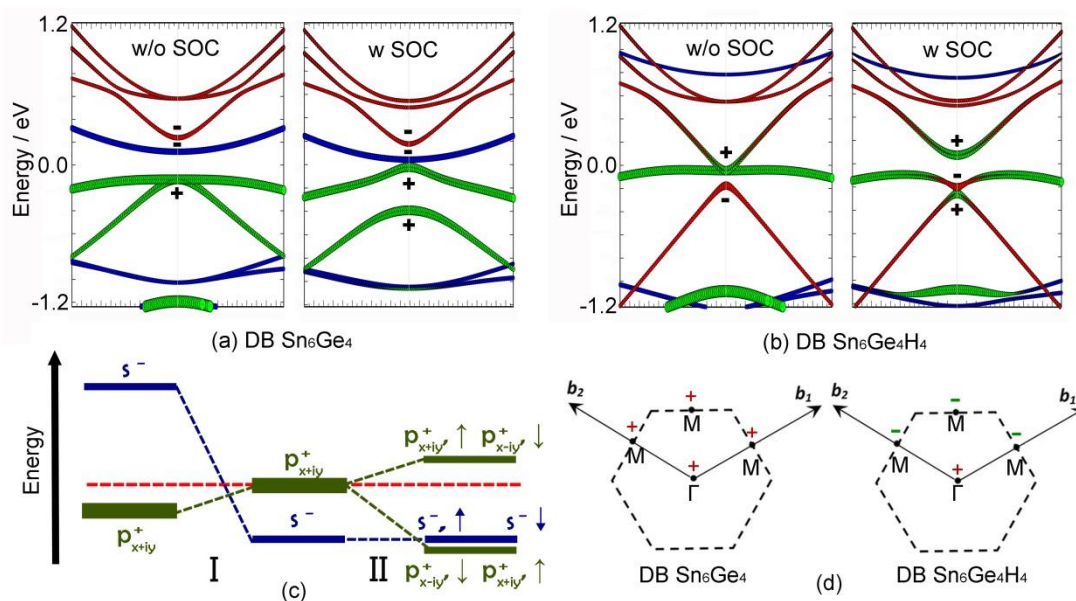 1.2
w/o SOC
w SOC
1.2
w/o SOC
w SOC
Energy / eV
0.0
-
-
+
-
-
+
+
Energy / eV
0.0
+
-
+
-
+
-1.2
-1.2
(a) DB Sn₆Ge₄
(b) DB Sn₆Ge₄H₄
Energy
s⁻
p⁺x+iy
p⁺x+iy
s⁻
p⁺x+iy, ↑ p⁺x-iy, ↓
s⁻, ↑ s⁻ ↓
p⁺x-iy, ↓ p⁺x+iy, ↑
I
II
(c)
b₂
b₁
b₂
b₁
+
M
+
M
+
M
+
Γ
-
M
-
M
-
M
+
Γ
DB Sn₆Ge₄
(d)
DB Sn₆Ge₄H₄